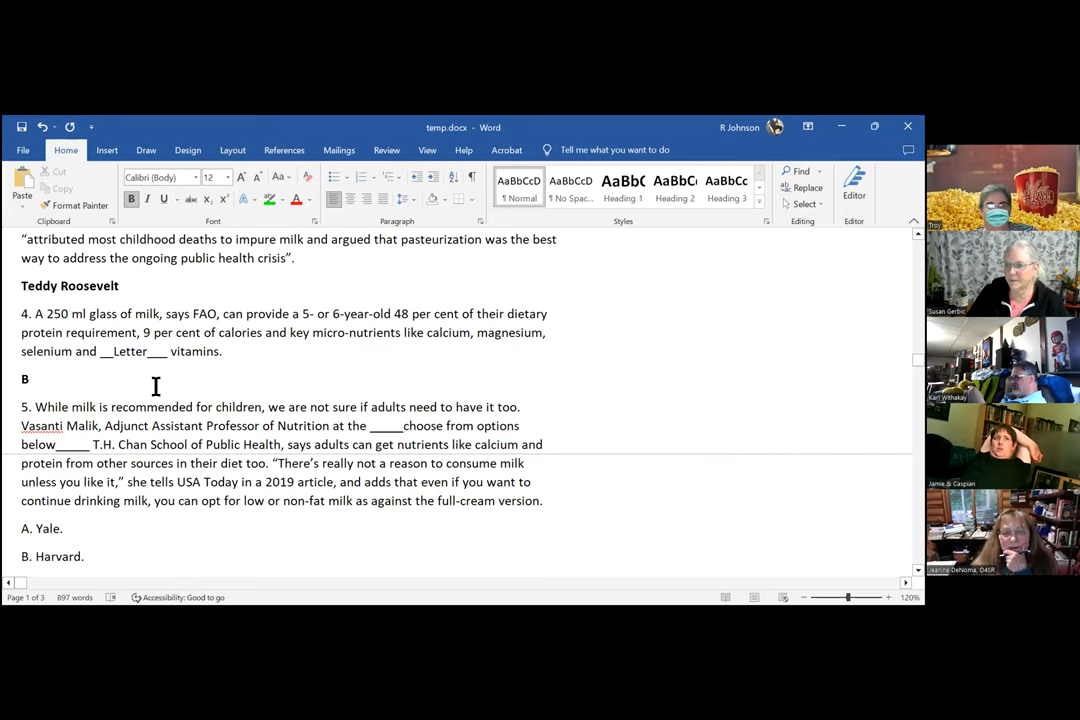 temp.docx - Word
R Johnson
File Home Insert Draw Design Layout References Mailings Review View Help Acrobat Tell me what you want to do
Paste
Cut
Copy
Format Painter
Clipboard
Calibri (Body) 12
Font
Paragraph
AaBbCcD AaBbCcD AaBbC AaBbCc AaBbCc
¶ Normal ¶ No Spac... Heading 1 Heading 2 Heading 3
Styles
Find
Replace
Select
Editing
Editor
Editor
“attributed most childhood deaths to impure milk and argued that pasteurization was the best
way to address the ongoing public health crisis”.
Teddy Roosevelt
4. A 250 ml glass of milk, says FAO, can provide a 5- or 6-year-old 48 per cent of their dietary
protein requirement, 9 per cent of calories and key micro-nutrients like calcium, magnesium,
selenium and __Letter___ vitamins.
B
5. While milk is recommended for children, we are not sure if adults need to have it too.
Vasanti Malik, Adjunct Assistant Professor of Nutrition at the _____choose from options
below_____ T.H. Chan School of Public Health, says adults can get nutrients like calcium and
protein from other sources in their diet too. “There’s really not a reason to consume milk
unless you like it,” she tells USA Today in a 2019 article, and adds that even if you want to
continue drinking milk, you can opt for low or non-fat milk as against the full-cream version.
A. Yale.
B. Harvard.
Page 1 of 3 897 words Accessibility: Good to go 120%
Troy
Susan Gerbic
Karl Withakay
Jamie & Caspian
Jeanine DeNoma, O4SR